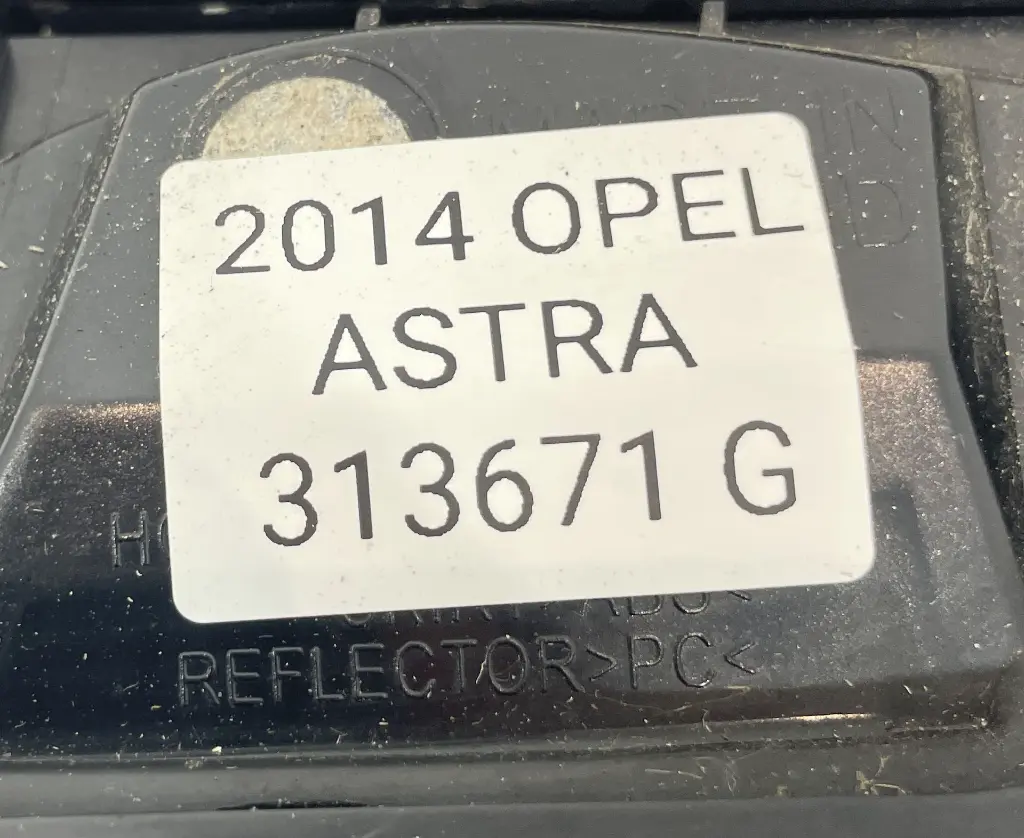 2014 OPEL
ASTRA
313671 G
REFLECTOR>PC<